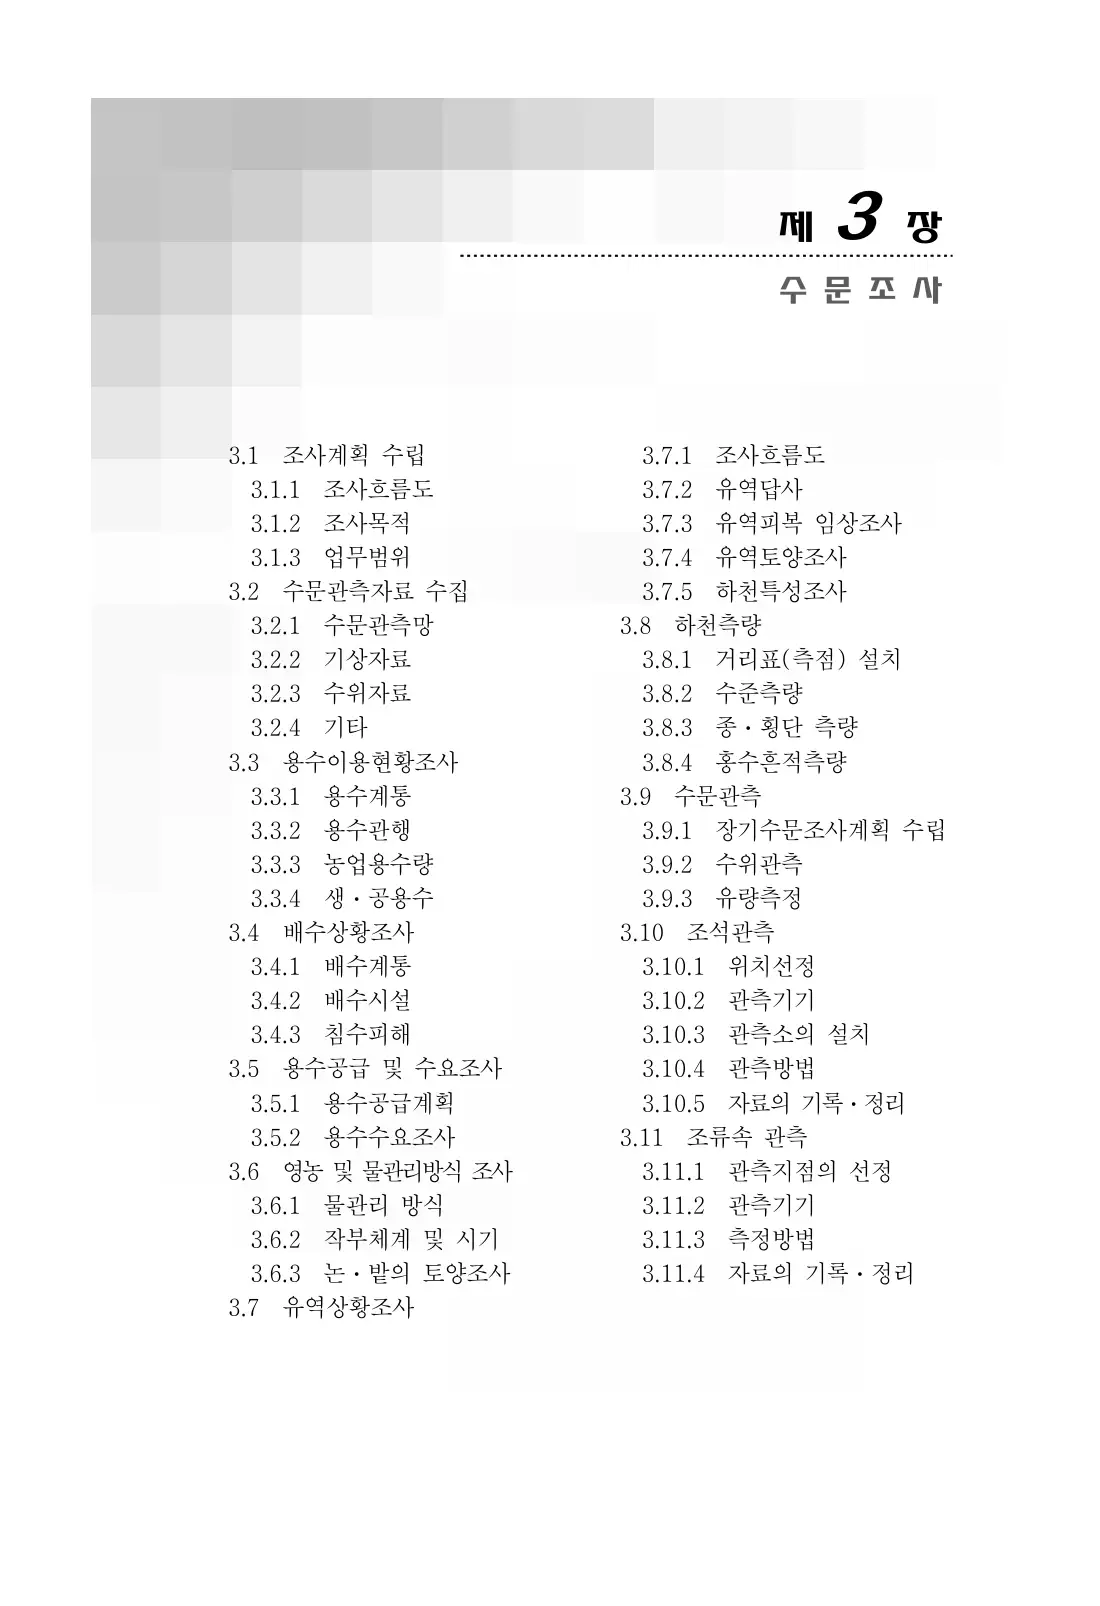 제 3 장
수문조사
3.1 조사계획 수립
3.1.1 조사흐름도
3.1.2 조사목적
3.1.3 업무범위
3.2 수문관측자료 수집
3.2.1 수문관측망
3.2.2 기상자료
3.2.3 수위자료
3.2.4 기타
3.3 용수이용현황조사
3.3.1 용수계통
3.3.2 용수관행
3.3.3 농업용수량
3.3.4 생·공용수
3.4 배수상황조사
3.4.1 배수계통
3.4.2 배수시설
3.4.3 침수피해
3.5 용수공급 및 수요조사
3.5.1 용수공급계획
3.5.2 용수수요조사
3.6 영농 및 물관리방식 조사
3.6.1 물관리 방식
3.6.2 작부체계 및 시기
3.6.3 논·밭의 토양조사
3.7 유역상황조사
3.7.1 조사흐름도
3.7.2 유역답사
3.7.3 유역피복 임상조사
3.7.4 유역토양조사
3.7.5 하천특성조사
3.8 하천측량
3.8.1 거리표(측점) 설치
3.8.2 수준측량
3.8.3 종·횡단 측량
3.8.4 홍수흔적측량
3.9 수문관측
3.9.1 장기수문조사계획 수립
3.9.2 수위관측
3.9.3 유량측정
3.10 조석관측
3.10.1 위치선정
3.10.2 관측기기
3.10.3 관측소의 설치
3.10.4 관측방법
3.10.5 자료의 기록·정리
3.11 조류속 관측
3.11.1 관측지점의 선정
3.11.2 관측기기
3.11.3 측정방법
3.11.4 자료의 기록·정리